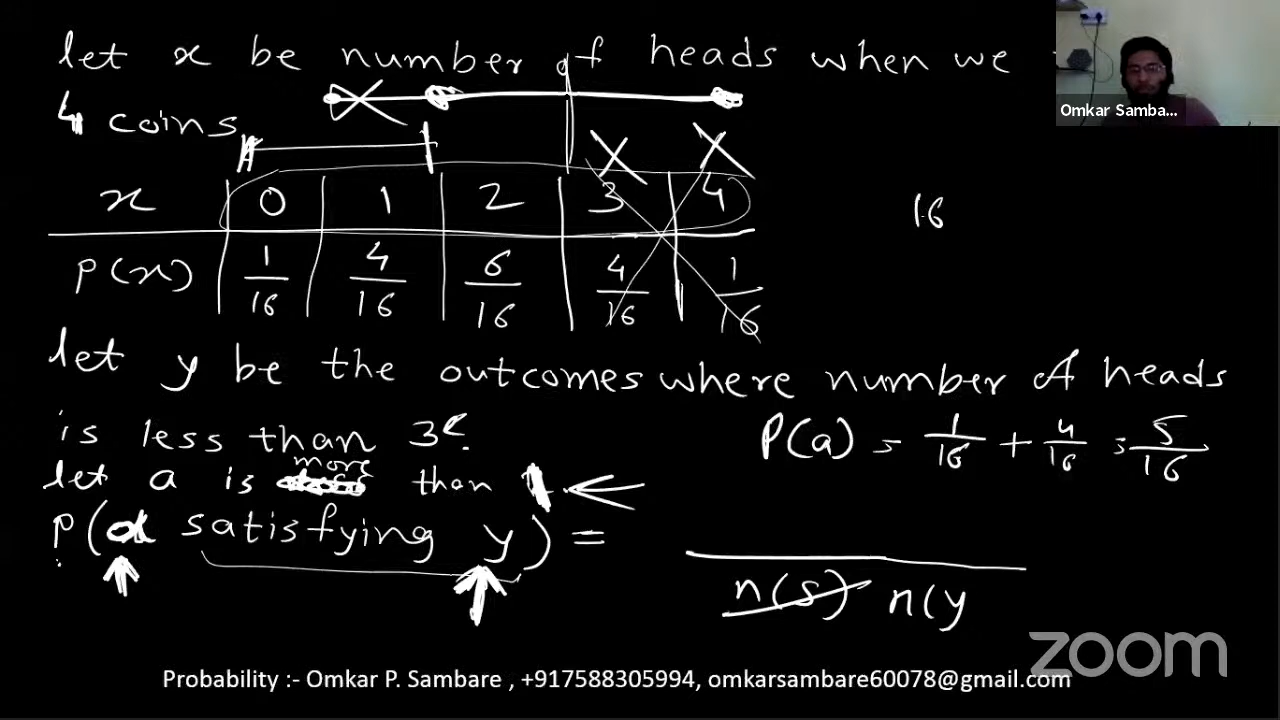 let x be number of heads when we
4 coins
x 0 1 2 3 4
p(x) 1/16 4/16 6/16 4/16 1/16
16
let y be the outcomes where number of heads
is less than 3
P(a) = 1/16 + 4/16 = 5/16
let a is more than 1
P(a satisfying y) =
n(s) n(y
Omkar Samba...
zoom
Probability :- Omkar P. Sambare , +917588305994, omkarsambare60078@gmail.com